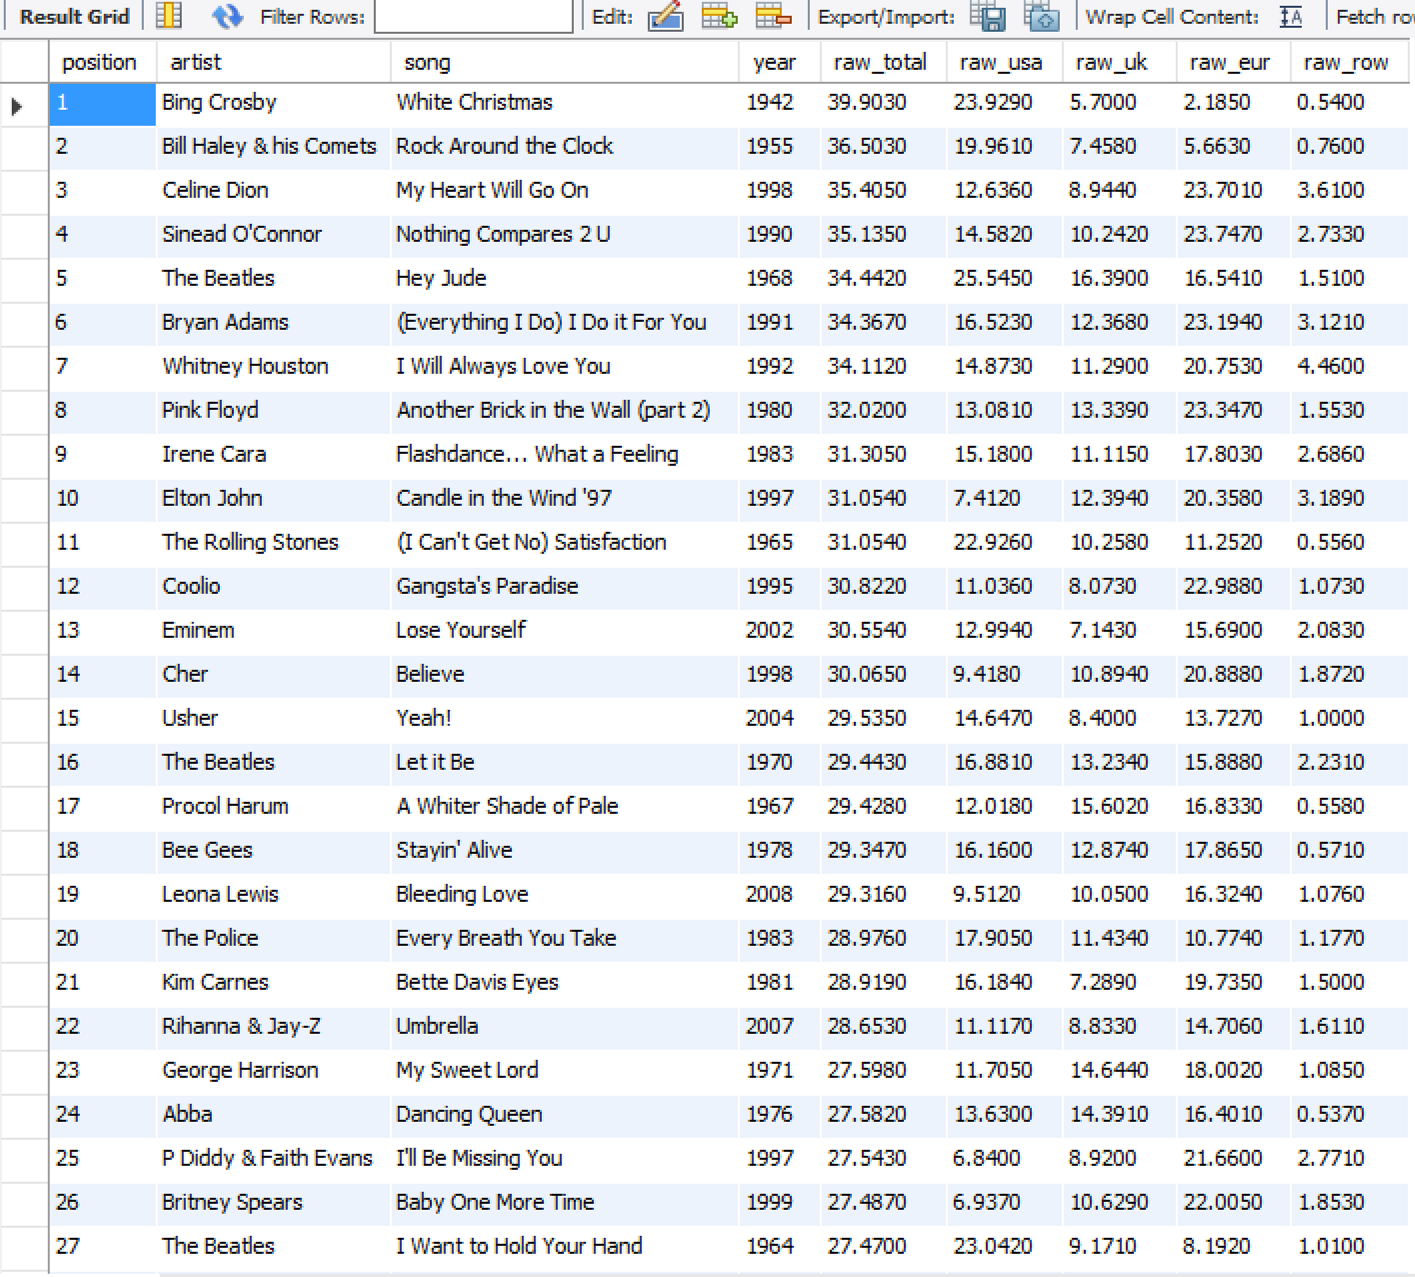 Result Grid Filter Rows: Edit: Export/Import: Wrap Cell Content: Fetch ro
position artist song year raw_total raw_usa raw_uk raw_eur raw_row
1 Bing Crosby White Christmas 1942 39.9030 23.9290 5.7000 2.1850 0.5400
2 Bill Haley & his Comets Rock Around the Clock 1955 36.5030 19.9610 7.4580 5.6630 0.7600
3 Celine Dion My Heart Will Go On 1998 35.4050 12.6360 8.9440 23.7010 3.6100
4 Sinead O'Connor Nothing Compares 2 U 1990 35.1350 14.5820 10.2420 23.7470 2.7330
5 The Beatles Hey Jude 1968 34.4420 25.5450 16.3900 16.5410 1.5100
6 Bryan Adams (Everything I Do) I Do it For You 1991 34.3670 16.5230 12.3680 23.1940 3.1210
7 Whitney Houston I Will Always Love You 1992 34.1120 14.8730 11.2900 20.7530 4.4600
8 Pink Floyd Another Brick in the Wall (part 2) 1980 32.0200 13.0810 13.3390 23.3470 1.5530
9 Irene Cara Flashdance... What a Feeling 1983 31.3050 15.1800 11.1150 17.8030 2.6860
10 Elton John Candle in the Wind '97 1997 31.0540 7.4120 12.3940 20.3580 3.1890
11 The Rolling Stones (I Can't Get No) Satisfaction 1965 31.0540 22.9260 10.2580 11.2520 0.5560
12 Coolio Gangsta's Paradise 1995 30.8220 11.0360 8.0730 22.9880 1.0730
13 Eminem Lose Yourself 2002 30.5540 12.9940 7.1430 15.6900 2.0830
14 Cher Believe 1998 30.0650 9.4180 10.8940 20.8880 1.8720
15 Usher Yeah! 2004 29.5350 14.6470 8.4000 13.7270 1.0000
16 The Beatles Let it Be 1970 29.4430 16.8810 13.2340 15.8880 2.2310
17 Procol Harum A Whiter Shade of Pale 1967 29.4280 12.0180 15.6020 16.8330 0.5580
18 Bee Gees Stayin' Alive 1978 29.3470 16.1600 12.8740 17.8650 0.5710
19 Leona Lewis Bleeding Love 2008 29.3160 9.5120 10.0500 16.3240 1.0760
20 The Police Every Breath You Take 1983 28.9760 17.9050 11.4340 10.7740 1.1770
21 Kim Carnes Bette Davis Eyes 1981 28.9190 16.1840 7.2890 19.7350 1.5000
22 Rihanna & Jay-Z Umbrella 2007 28.6530 11.1170 8.8330 14.7060 1.6110
23 George Harrison My Sweet Lord 1971 27.5980 11.7050 14.6440 18.0020 1.0850
24 Abba Dancing Queen 1976 27.5820 13.6300 14.3910 16.4010 0.5370
25 P Diddy & Faith Evans I'll Be Missing You 1997 27.5430 6.8400 8.9200 21.6600 2.7710
26 Britney Spears Baby One More Time 1999 27.4870 6.9370 10.6290 22.0050 1.8530
27 The Beatles I Want to Hold Your Hand 1964 27.4700 23.0420 9.1710 8.1920 1.0100